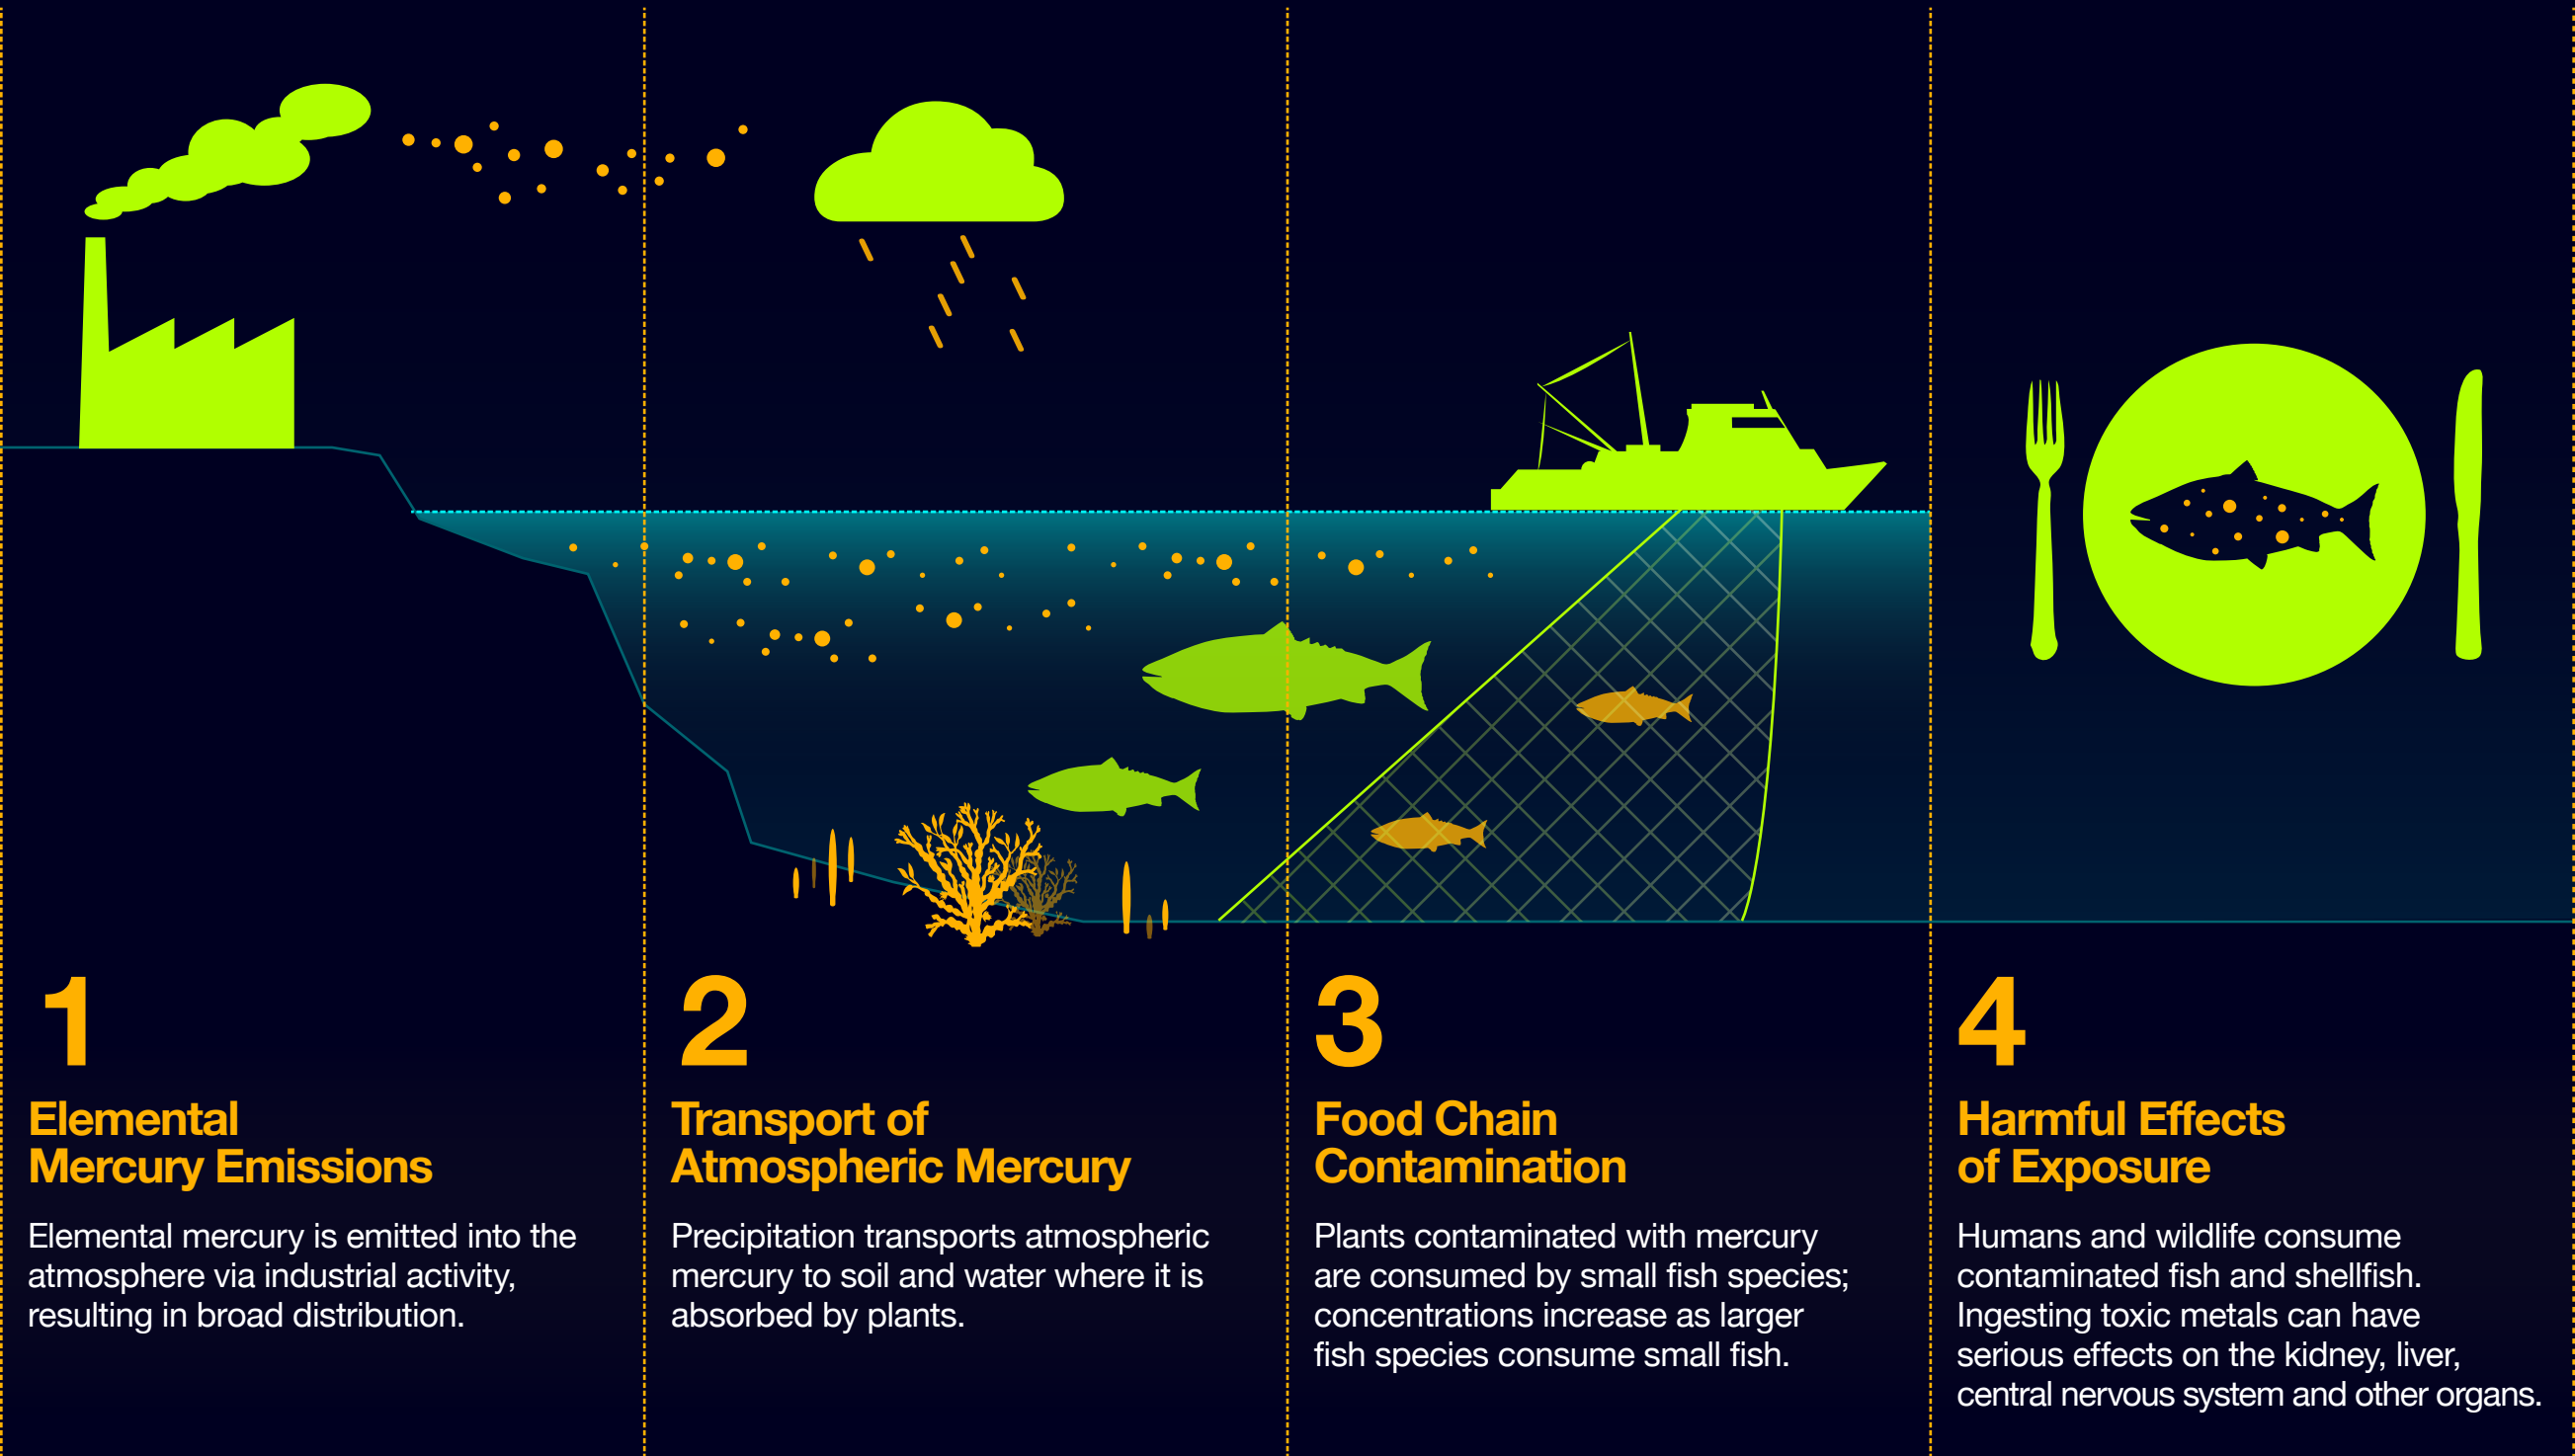 1
Elemental
Mercury Emissions
Elemental mercury is emitted into the
atmosphere via industrial activity,
resulting in broad distribution.
2
Transport of
Atmospheric Mercury
Precipitation transports atmospheric
mercury to soil and water where it is
absorbed by plants.
3
Food Chain
Contamination
Plants contaminated with mercury
are consumed by small fish species;
concentrations increase as larger
fish species consume small fish.
4
Harmful Effects
of Exposure
Humans and wildlife consume
contaminated fish and shellfish.
Ingesting toxic metals can have
serious effects on the kidney, liver,
central nervous system and other organs.